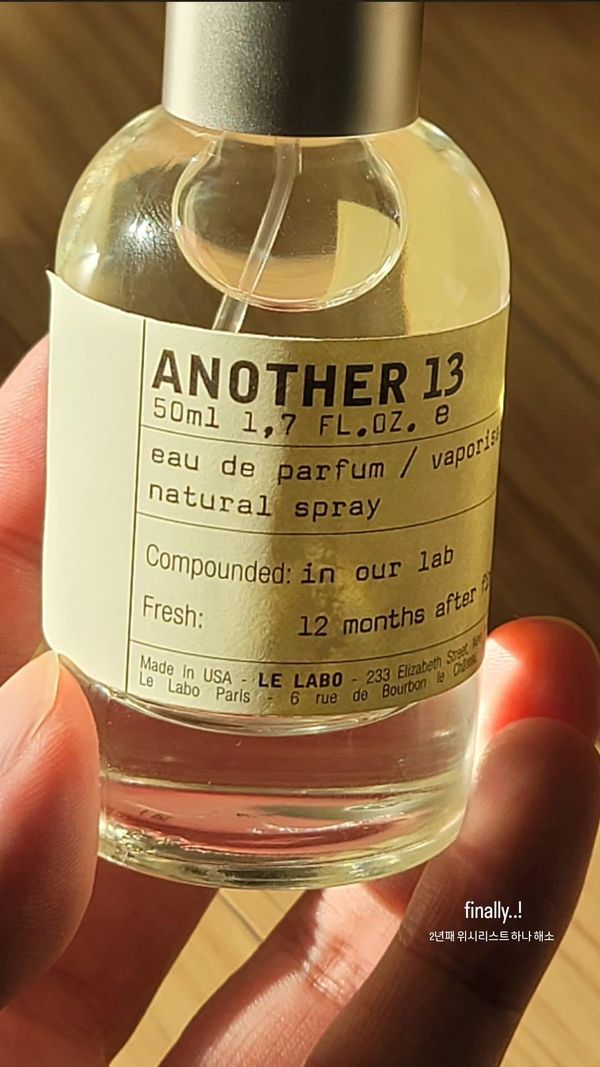 ANOTHER 13
50ml 1,7 FL.OZ. e
eau de parfum /
natural spray
Compounded: in our lab
Fresh: 12 months after
Made in USA - LE LABO - 233 Elizabeth Street,
Le Labo Paris - 6 rue de Bourbon le
finally..!
2년째 위시리스트 하나 해소